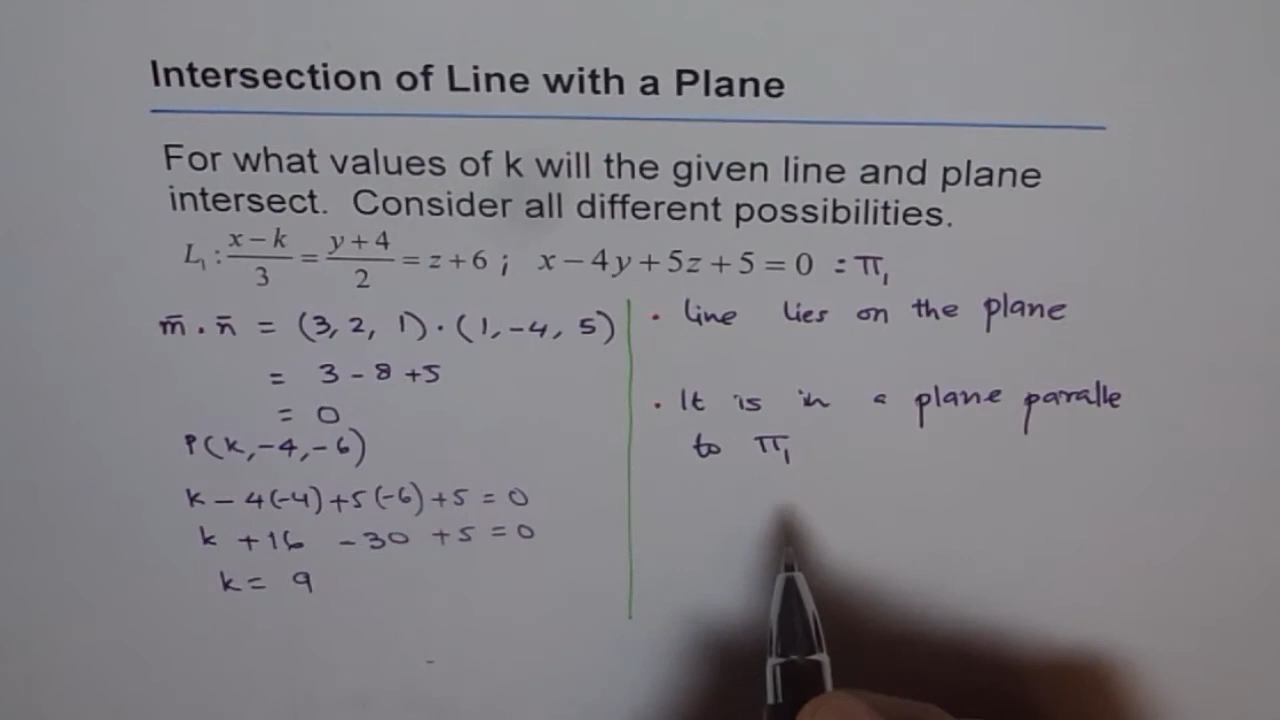 Intersection of Line with a Plane
For what values of k will the given line and plane
intersect. Consider all different possibilities.
L₁ : (x − k)/3 = (y + 4)/2 = z + 6 ; x − 4y + 5z + 5 = 0 : π₁
m̄ . n̄ = (3, 2, 1) · (1, −4, 5)
= 3 − 8 + 5
= 0
P(k, −4, −6)
k − 4(−4) + 5(−6) + 5 = 0
k + 16 − 30 + 5 = 0
k = 9
• line lies on the plane
• It is in a plane paralle
to π₁